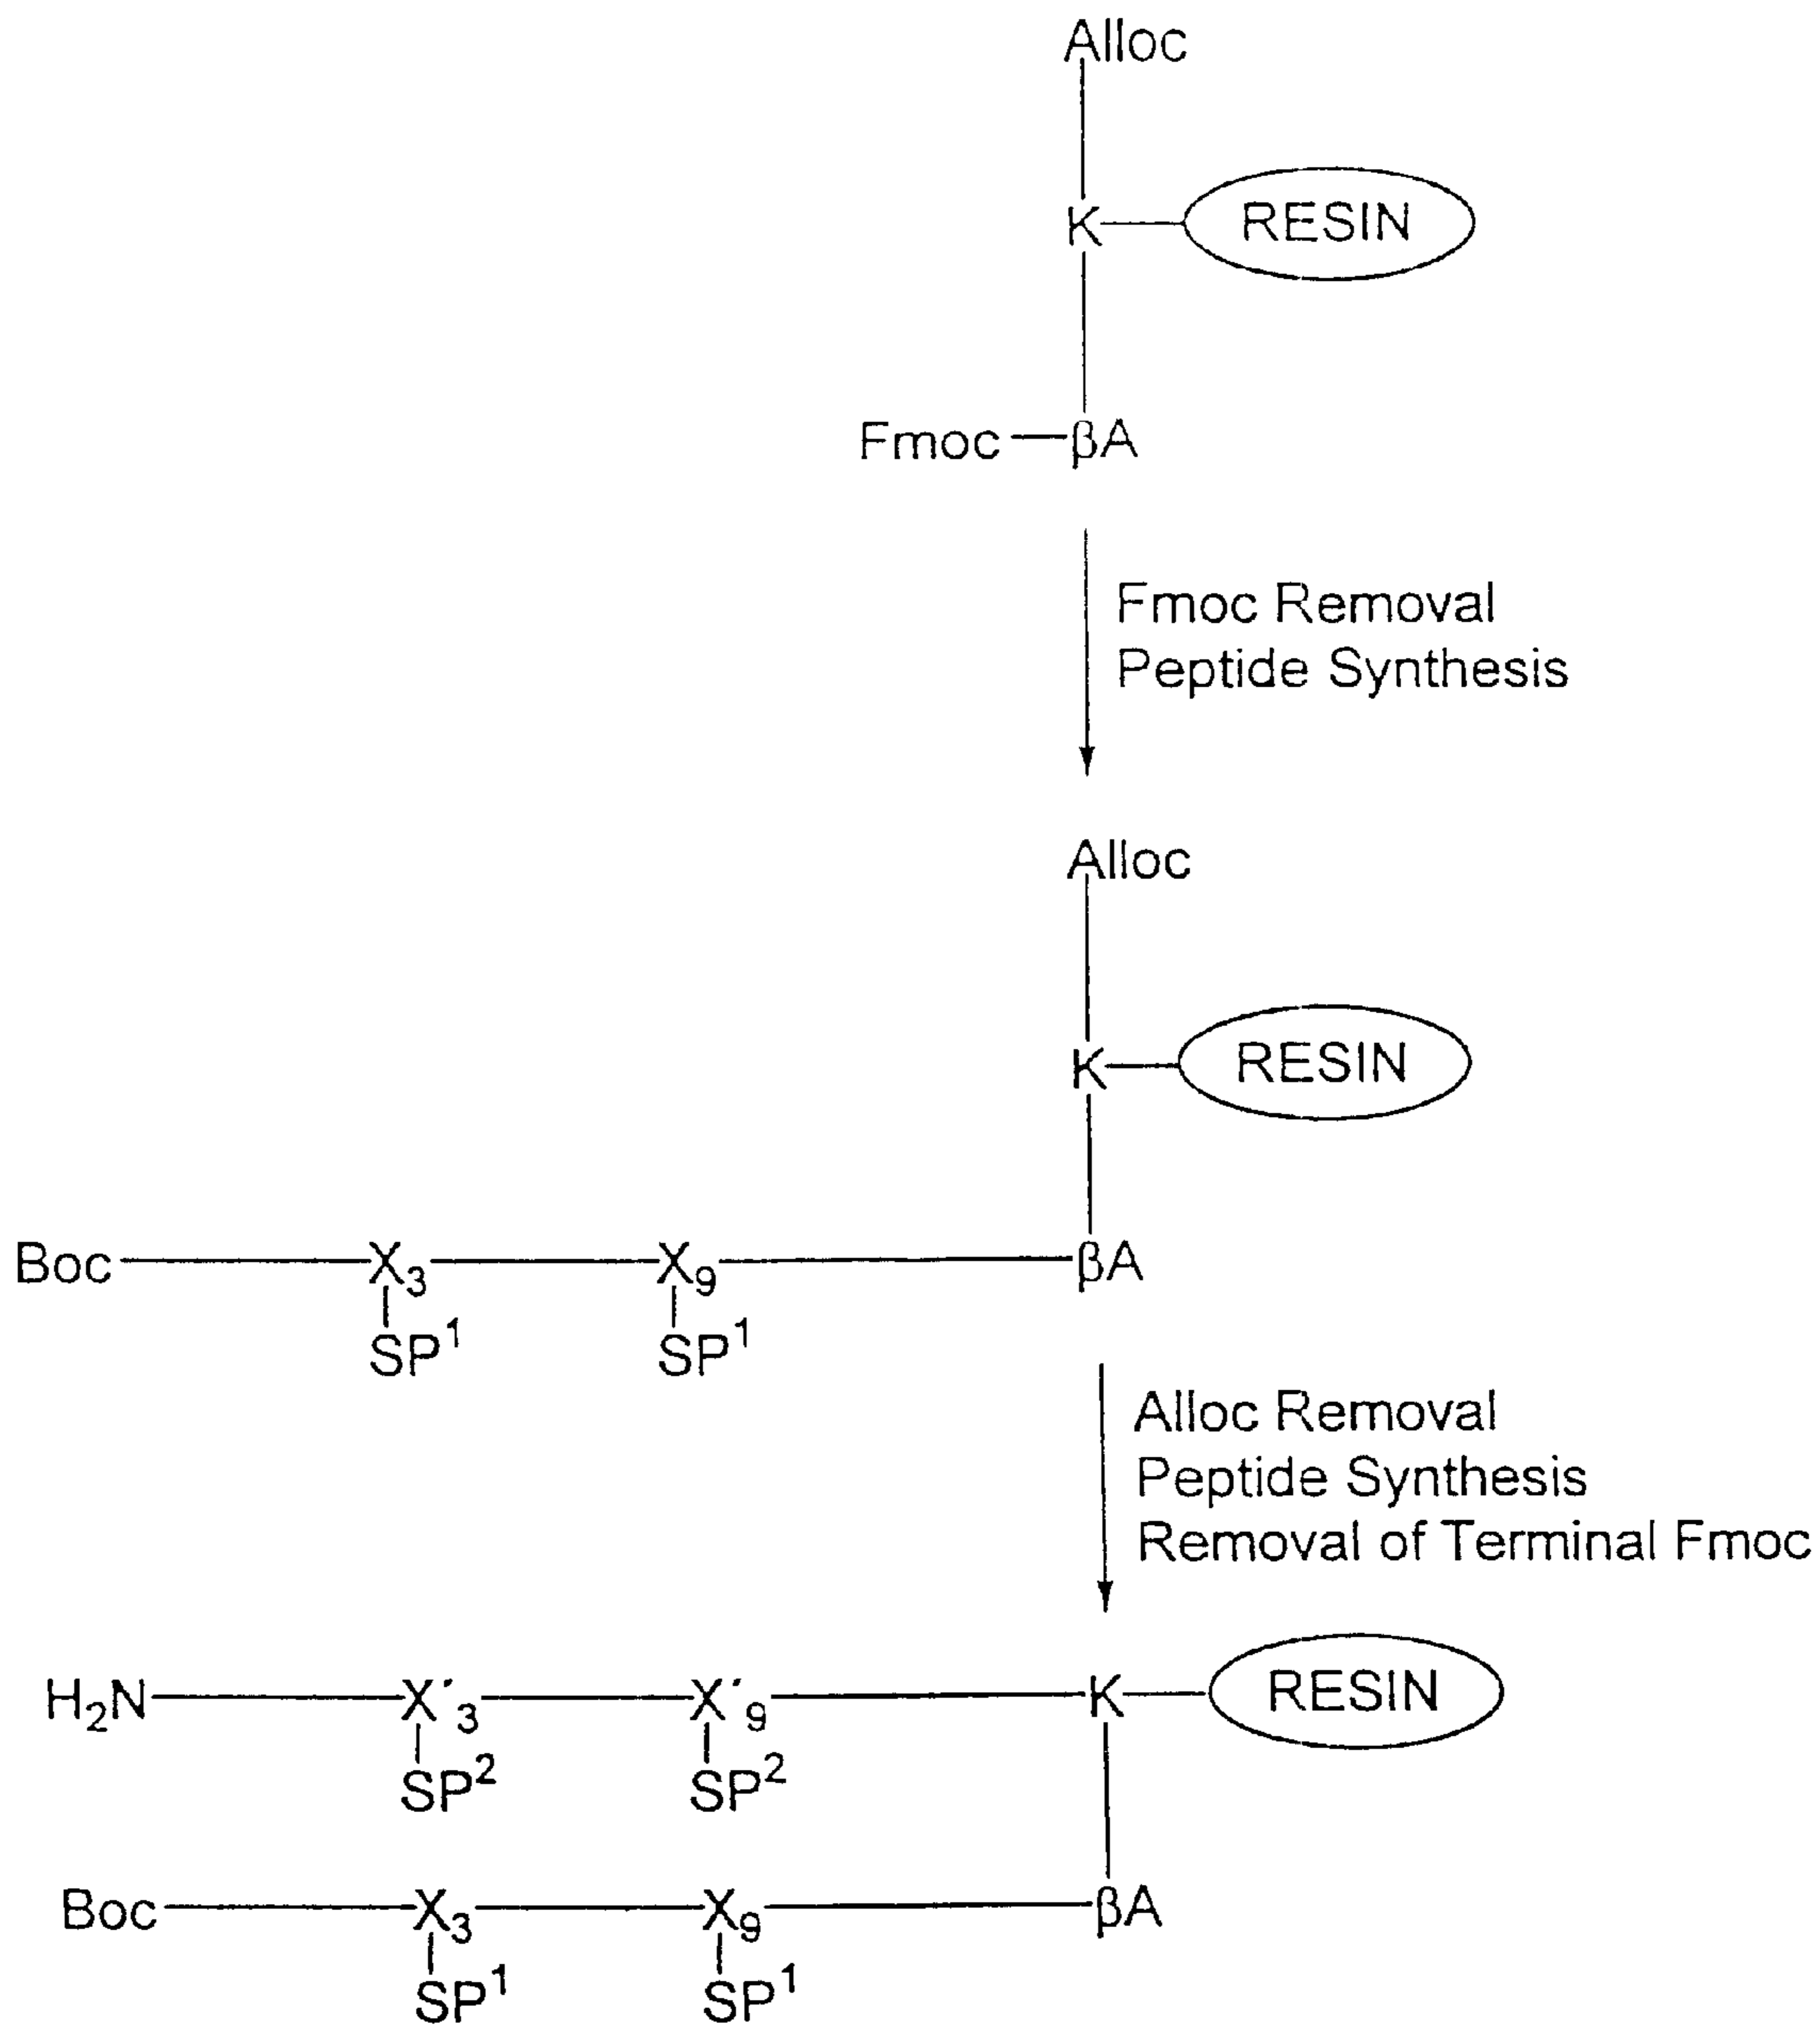 Alloc
K RESIN
Fmoc βA
Fmoc Removal
Peptide Synthesis
Alloc
K RESIN
Boc X₃ X₉ βA
SP¹ SP¹
Alloc Removal
Peptide Synthesis
Removal of Terminal Fmoc
H₂N X′₃ X′₉ K RESIN
SP² SP²
Boc X₃ X₉ βA
SP¹ SP¹